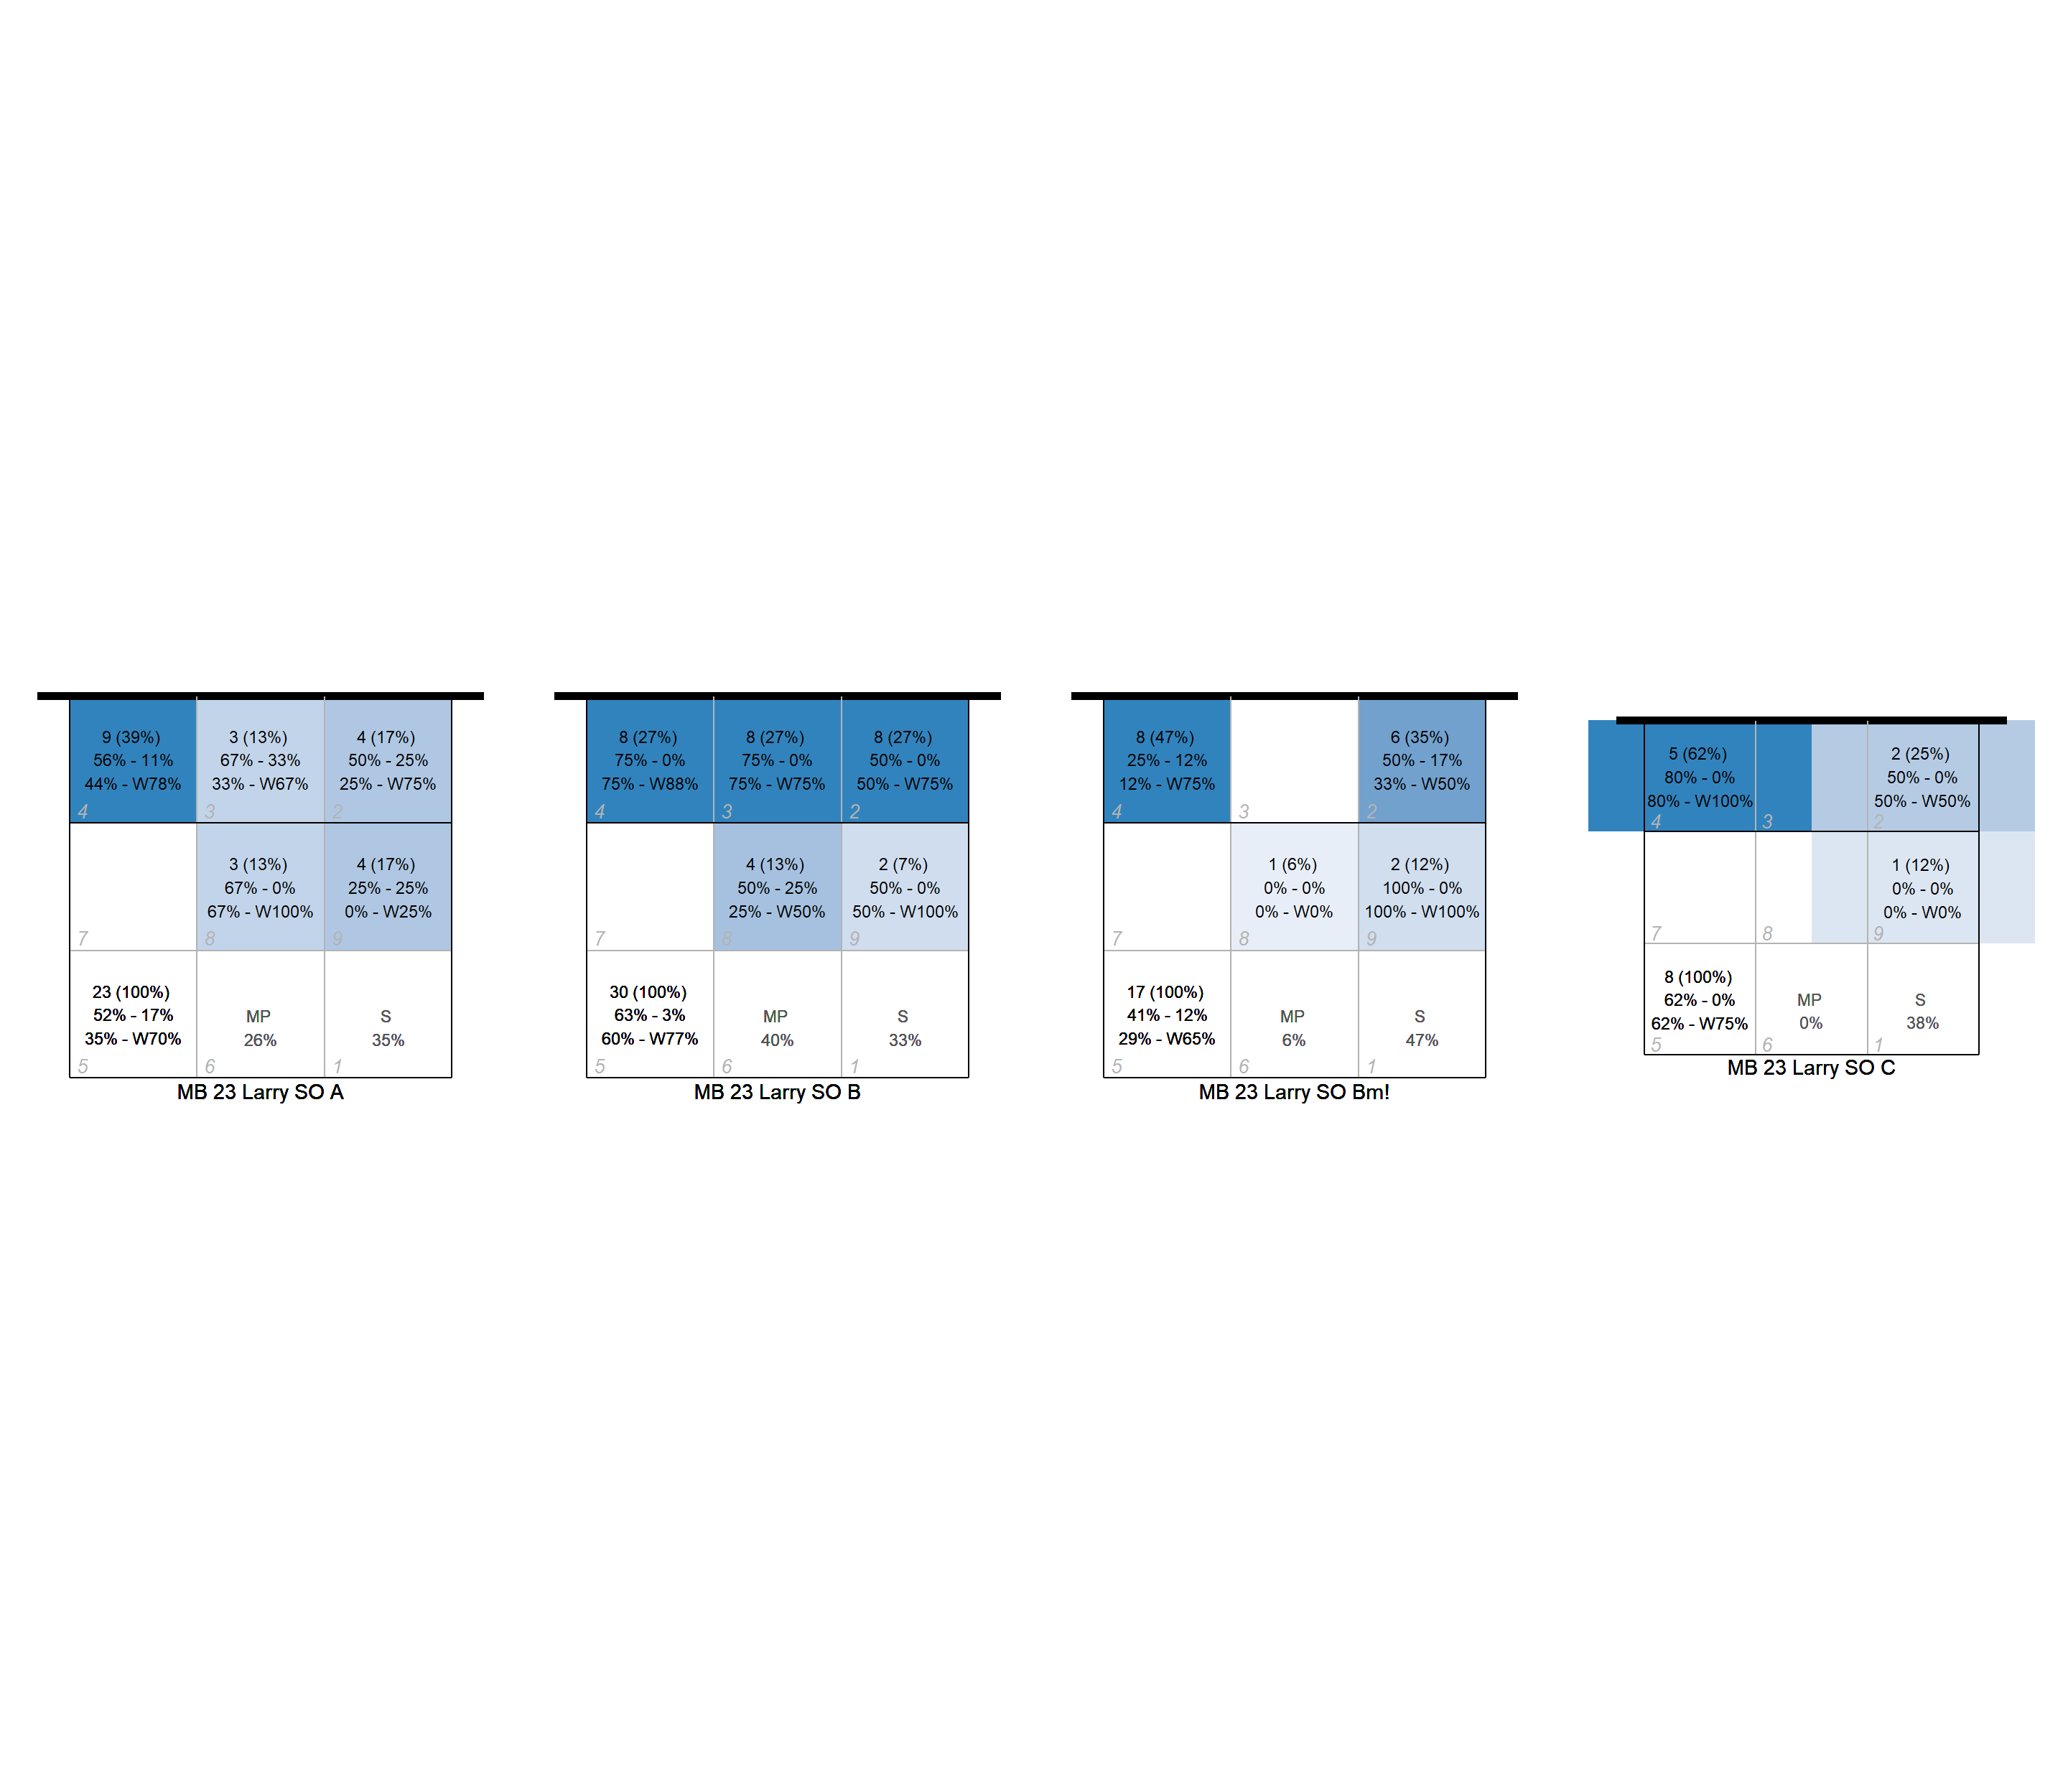 9 (39%)
56% - 11%
44% - W78%
4
3 (13%)
67% - 33%
33% - W67%
3
4 (17%)
50% - 25%
25% - W75%
2
7
3 (13%)
67% - 0%
67% - W100%
8
4 (17%)
25% - 25%
0% - W25%
9
23 (100%)
52% - 17%
35% - W70%
5
MP
26%
6
S
35%
1
MB 23 Larry SO A
8 (27%)
75% - 0%
75% - W88%
4
8 (27%)
75% - 0%
75% - W75%
3
8 (27%)
50% - 0%
50% - W75%
2
7
4 (13%)
50% - 25%
25% - W50%
8
2 (7%)
50% - 0%
50% - W100%
9
30 (100%)
63% - 3%
60% - W77%
5
MP
40%
6
S
33%
1
MB 23 Larry SO B
8 (47%)
25% - 12%
12% - W75%
4
3
6 (35%)
50% - 17%
33% - W50%
2
7
1 (6%)
0% - 0%
0% - W0%
8
2 (12%)
100% - 0%
100% - W100%
9
17 (100%)
41% - 12%
29% - W65%
5
MP
6%
6
S
47%
1
MB 23 Larry SO Bm!
5 (62%)
80% - 0%
80% - W100%
4
3
2 (25%)
50% - 0%
50% - W50%
2
7
8
1 (12%)
0% - 0%
0% - W0%
9
8 (100%)
62% - 0%
62% - W75%
5
MP
0%
6
S
38%
1
MB 23 Larry SO C